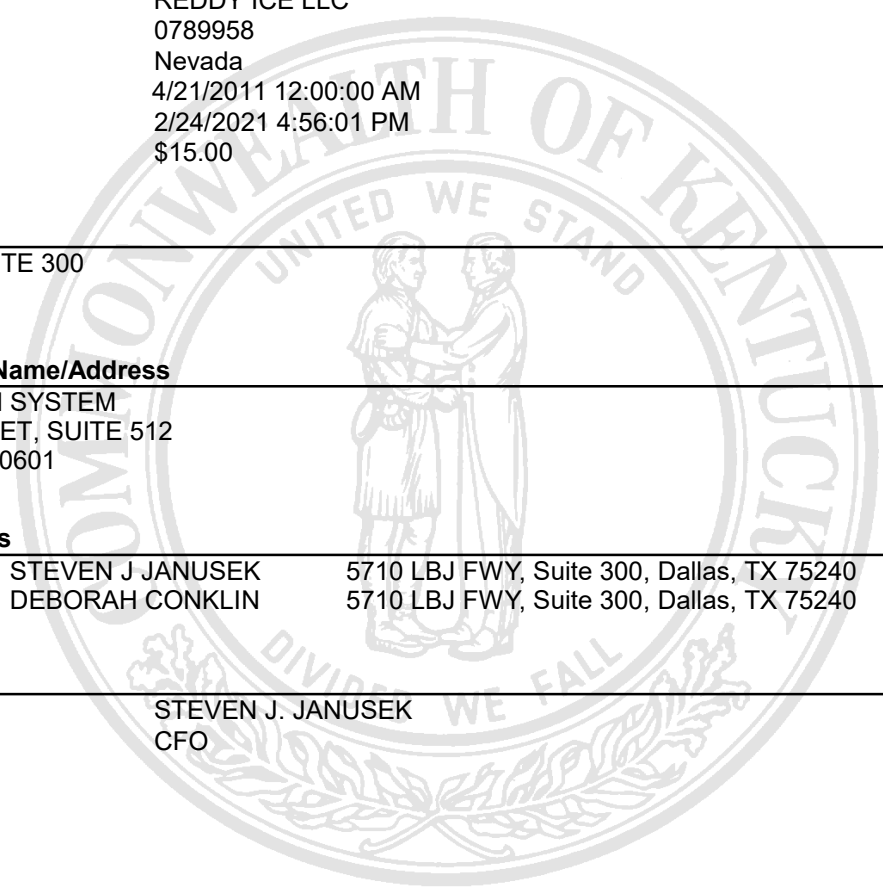 REDDY ICE LLC
0789958
Nevada
4/21/2011 12:00:00 AM
2/24/2021 4:56:01 PM
$15.00
COMMONWEALTH OF KENTUCKY
UNITED WE STAND
TE 300
Name/Address
SYSTEM
ET, SUITE 512
0601
s
STEVEN J JANUSEK 5710 LBJ FWY, Suite 300, Dallas, TX 75240
DEBORAH CONKLIN 5710 LBJ FWY, Suite 300, Dallas, TX 75240
DIVIDED WE FALL
STEVEN J. JANUSEK
CFO